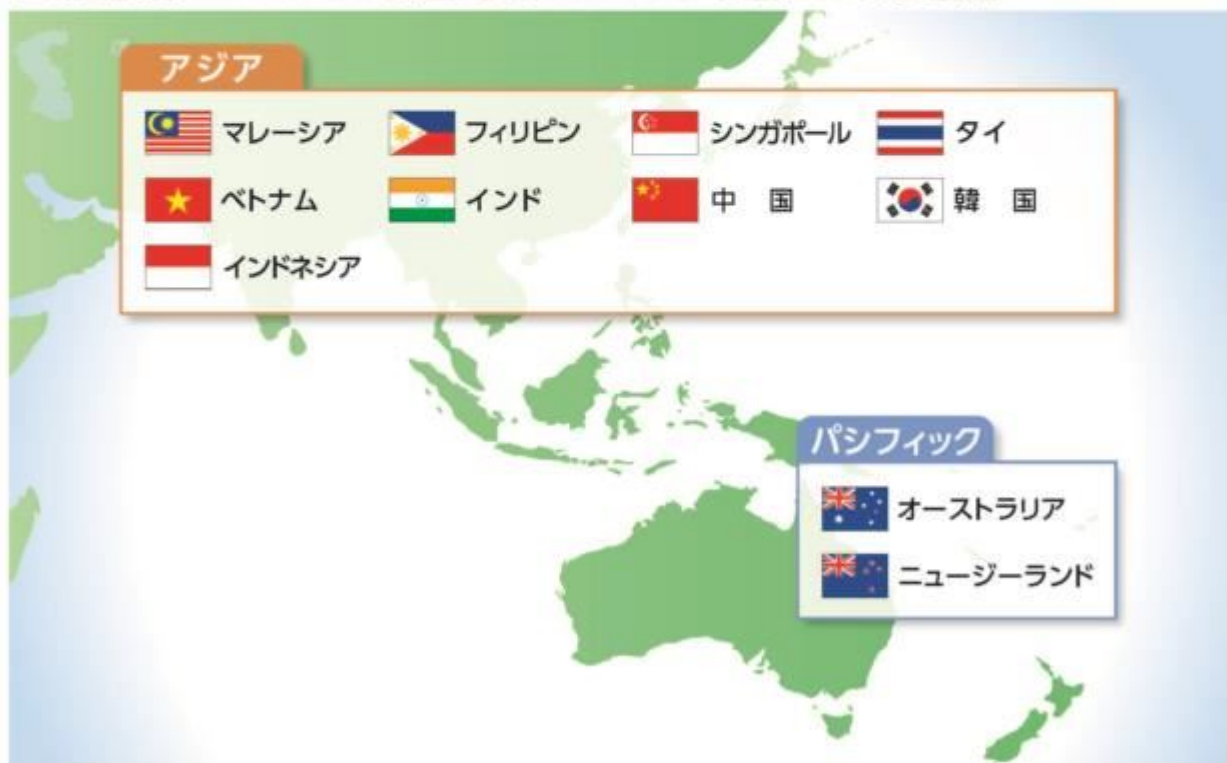 アジア
マレーシア フィリピン シンガポール タイ
ベトナム インド 中 国 韓 国
インドネシア
パシフィック
オーストラリア
ニュージーランド